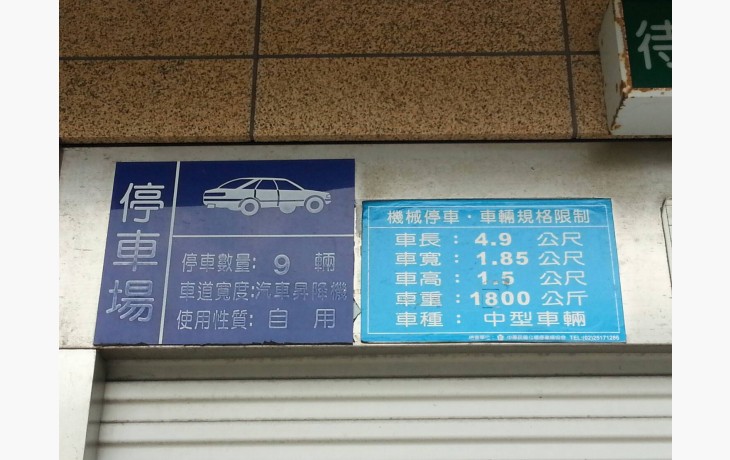 停車場
停車數量: 9 輛
車道寬度:汽車昇降機
使用性質: 自用
機械停車・車輛規格限制
車長: 4.9 公尺
車寬: 1.85 公尺
車高: 1.5 公尺
車重: 1800 公斤
車種: 中型車輛
待